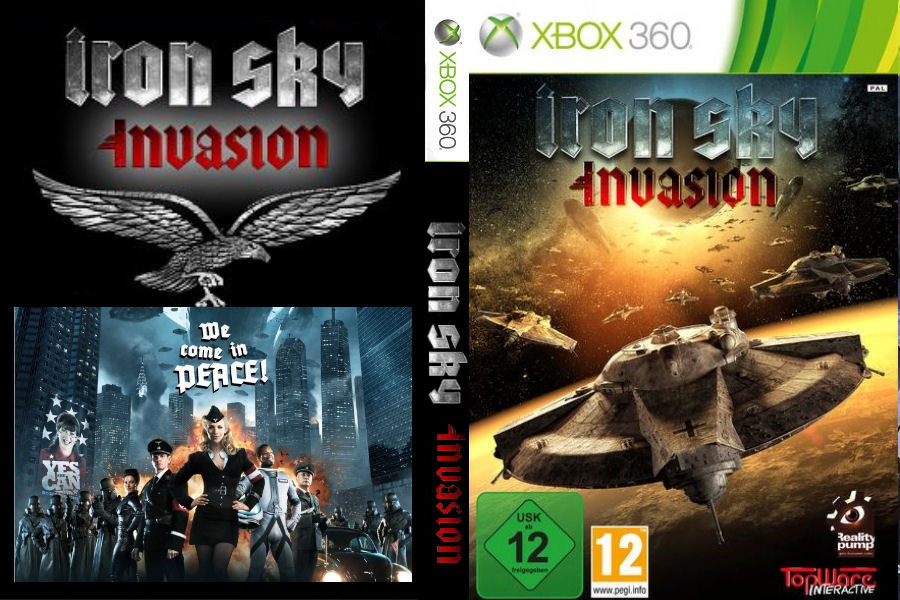 iron sky
invasion
We
come in
PEACE!
YES
CAN
XBOX 360
iron sky
invasion
XBOX 360
PAL
iron sky
invasion
USK
ab
12
freigegeben
12
www.pegi.info
Reality
pump
TopWare
INTERACTIVE